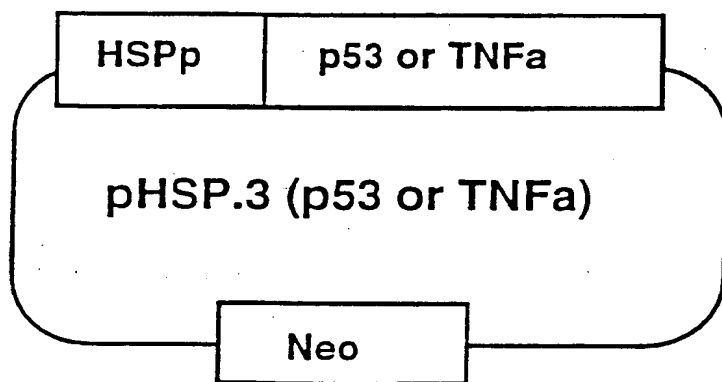 HSPp p53 or TNFa
pHSP.3 (p53 or TNFa)
Neo